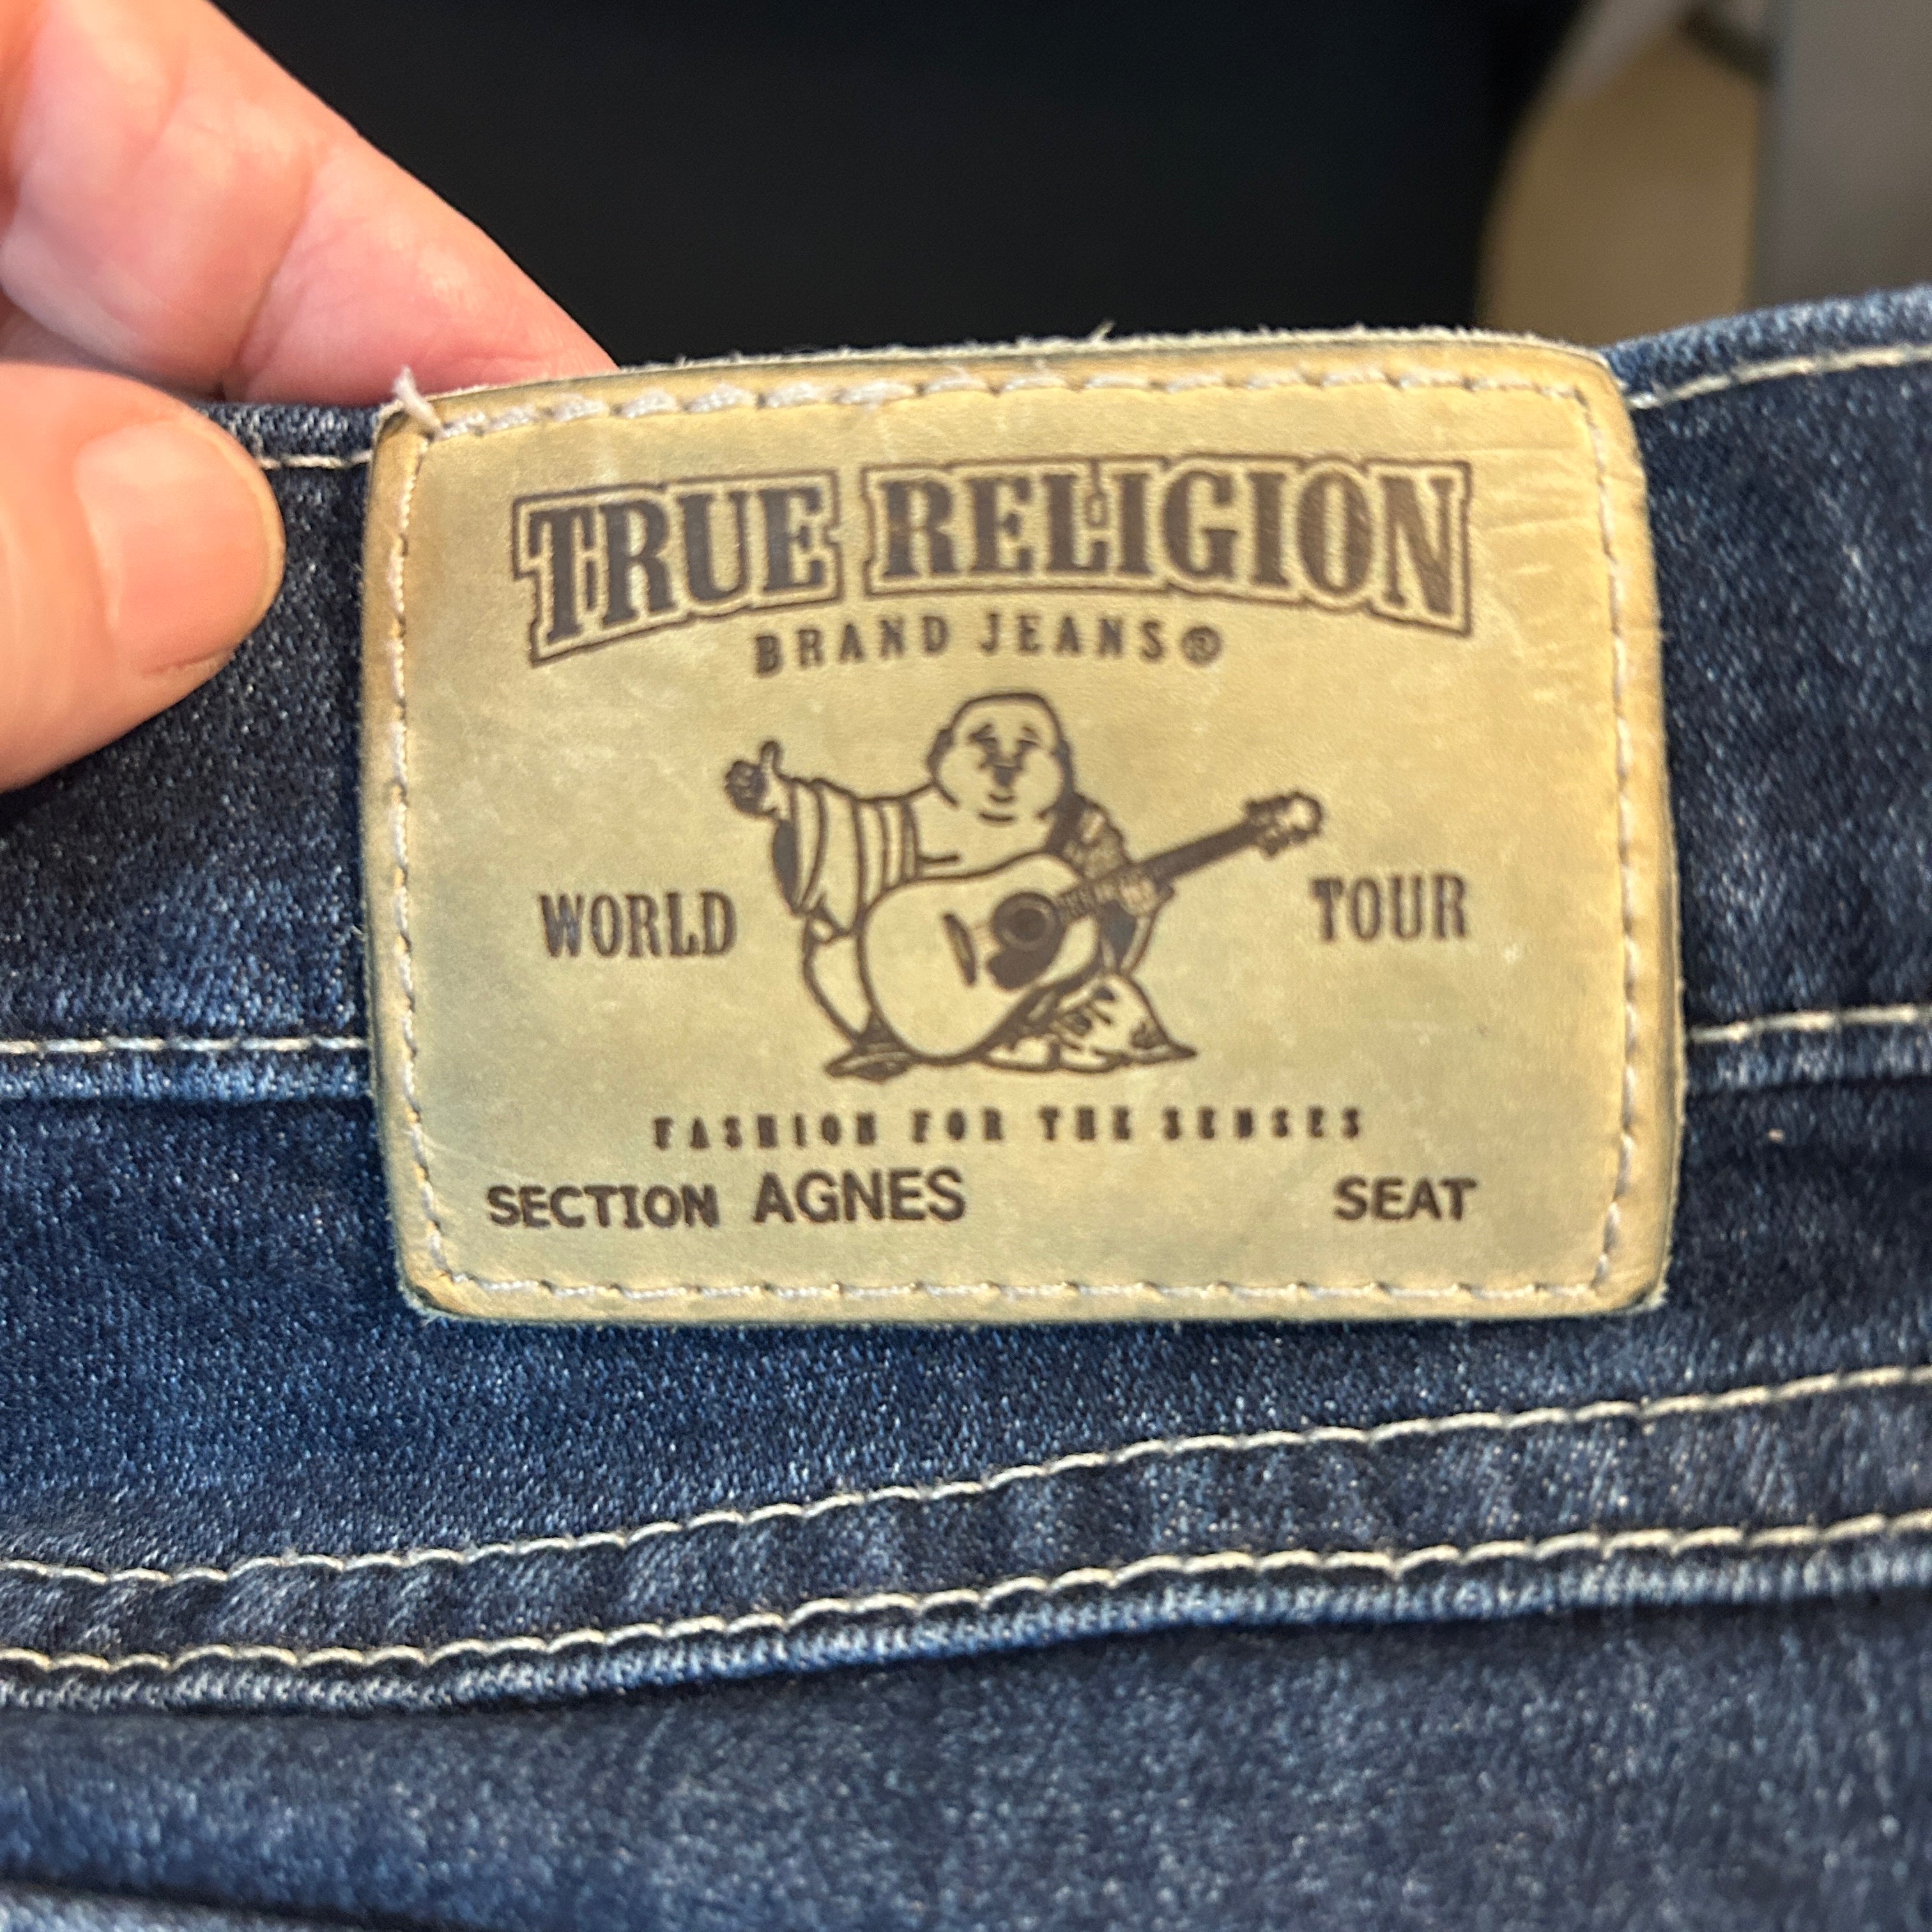 TRUE RELIGION
BRAND JEANS®
WORLD TOUR
FASHION FOR THE SENSES
SECTION AGNES SEAT